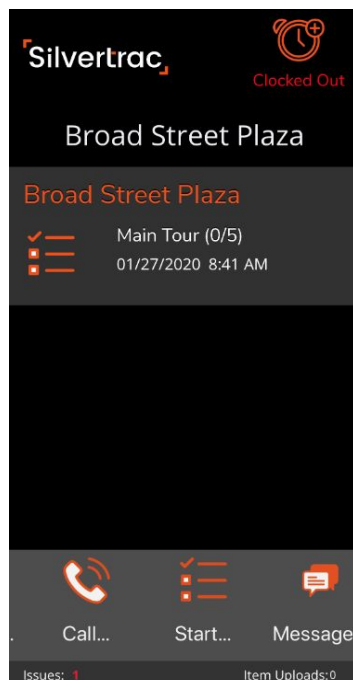 Silvertrac
Clocked Out
Broad Street Plaza
Broad Street Plaza
Main Tour (0/5)
01/27/2020 8:41 AM
. Call... Start... Message
Issues: 1 Item Uploads:0